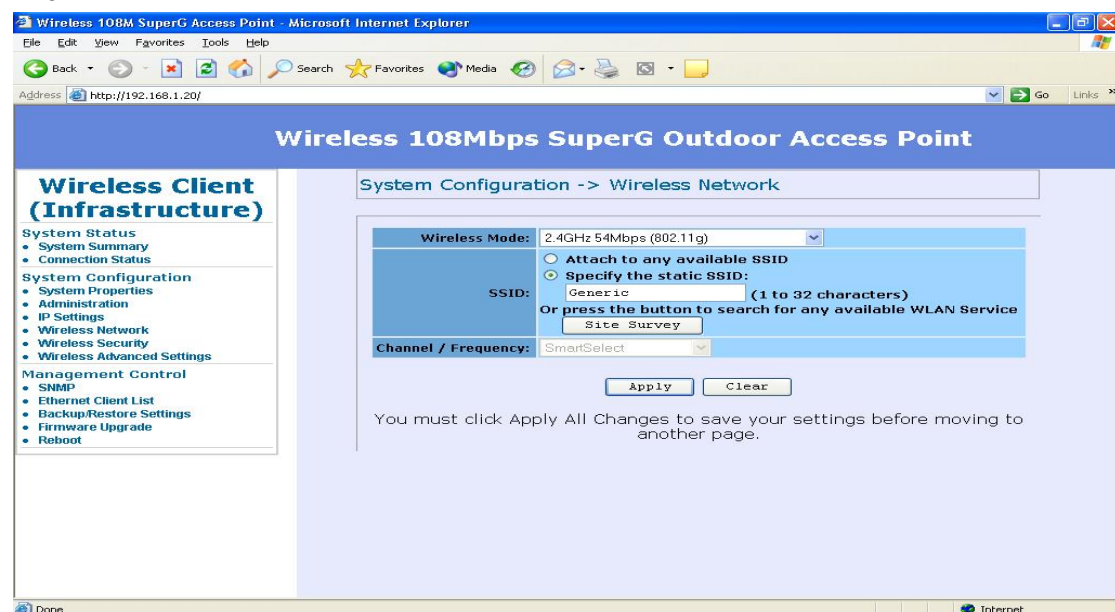 Wireless 108M SuperG Access Point - Microsoft Internet Explorer
File Edit View Favorites Tools Help
Back Search Favorites Media
Address http://192.168.1.20/ Go Links »
Wireless 108Mbps SuperG Outdoor Access Point
Wireless Client
(Infrastructure)
System Status
• System Summary
• Connection Status
System Configuration
• System Properties
• Administration
• IP Settings
• Wireless Network
• Wireless Security
• Wireless Advanced Settings
Management Control
• SNMP
• Ethernet Client List
• Backup/Restore Settings
• Firmware Upgrade
• Reboot
System Configuration -> Wireless Network
Wireless Mode: 2.4GHz 54Mbps (802.11g)
Attach to any available SSID
Specify the static SSID:
SSID: Generic (1 to 32 characters)
Or press the button to search for any available WLAN Service
Site Survey
Channel / Frequency: SmartSelect
Apply Clear
You must click Apply All Changes to save your settings before moving to
another page.
Done Internet